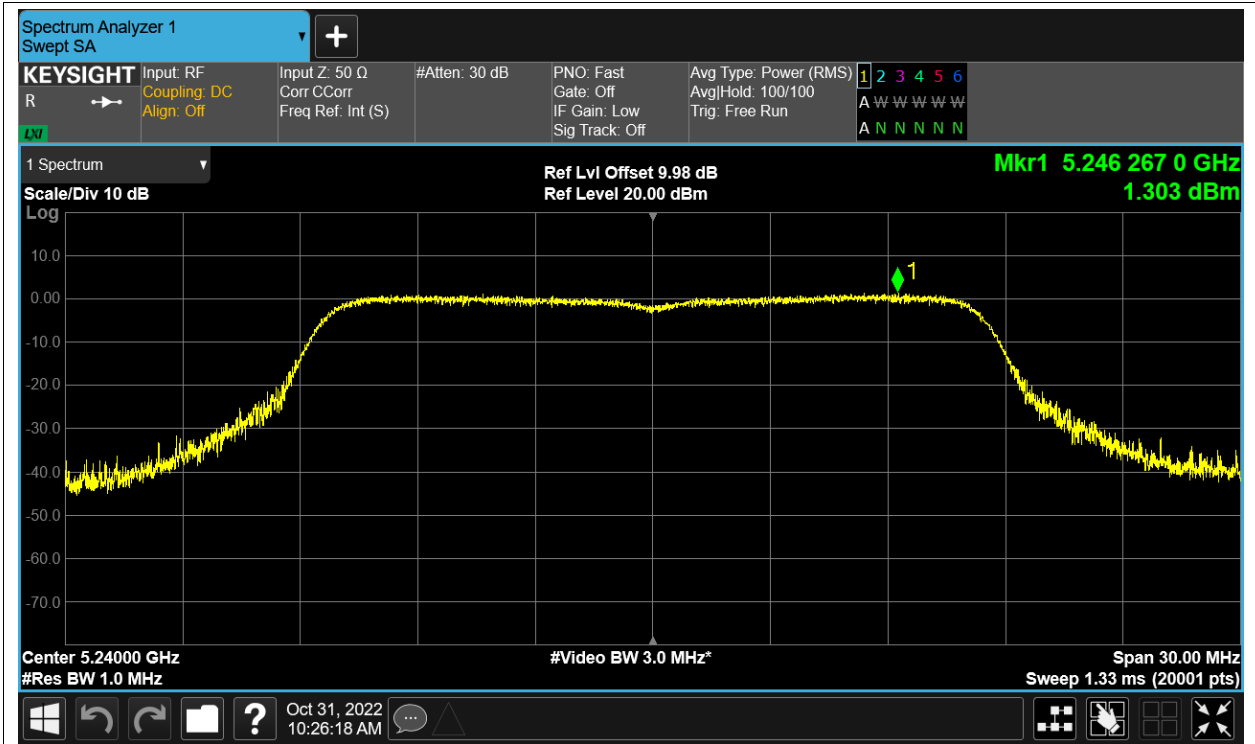 Spectrum Analyzer 1
Swept SA
KEYSIGHT
R
LXI
Input: RF
Coupling: DC
Align: Off
Input Z: 50 Ω
Corr CCorr
Freq Ref: Int (S)
#Atten: 30 dB
PNO: Fast
Gate: Off
IF Gain: Low
Sig Track: Off
Avg Type: Power (RMS)
Avg|Hold: 100/100
Trig: Free Run
1 2 3 4 5 6
A W W W W W
A N N N N N
1 Spectrum
Scale/Div 10 dB
Log
Ref Lvl Offset 9.98 dB
Ref Level 20.00 dBm
Mkr1 5.246 267 0 GHz
1.303 dBm
1
10.0
0.00
-10.0
-20.0
-30.0
-40.0
-50.0
-60.0
-70.0
Center 5.24000 GHz
#Res BW 1.0 MHz
#Video BW 3.0 MHz*
Span 30.00 MHz
Sweep 1.33 ms (20001 pts)
?
Oct 31, 2022
10:26:18 AM